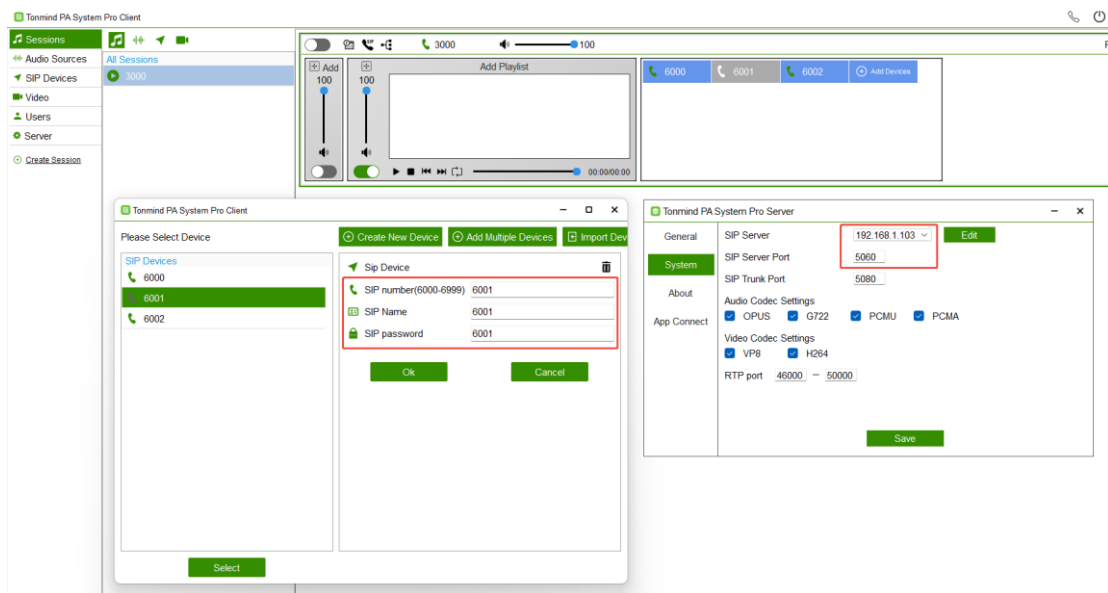 Tonmind PA System Pro Client
Sessions
Audio Sources
SIP Devices
Video
Users
Server
Create Session
All Sessions
3000
3000
100
Add
100
100
Add Playlist
00:00/00:00
6000
6001
6002
Add Devices
Tonmind PA System Pro Client
Please Select Device
Create New Device
Add Multiple Devices
Import Dev
SIP Devices
6000
6001
6002
Sip Device
SIP number(6000-6999) 6001
SIP Name 6001
SIP password 6001
Ok
Cancel
Select
Tonmind PA System Pro Server
General
System
About
App Connect
SIP Server 192.168.1.103
Edit
SIP Server Port 5060
SIP Trunk Port 5080
Audio Codec Settings
OPUS G722 PCMU PCMA
Video Codec Settings
VP8 H264
RTP port 46000 – 50000
Save